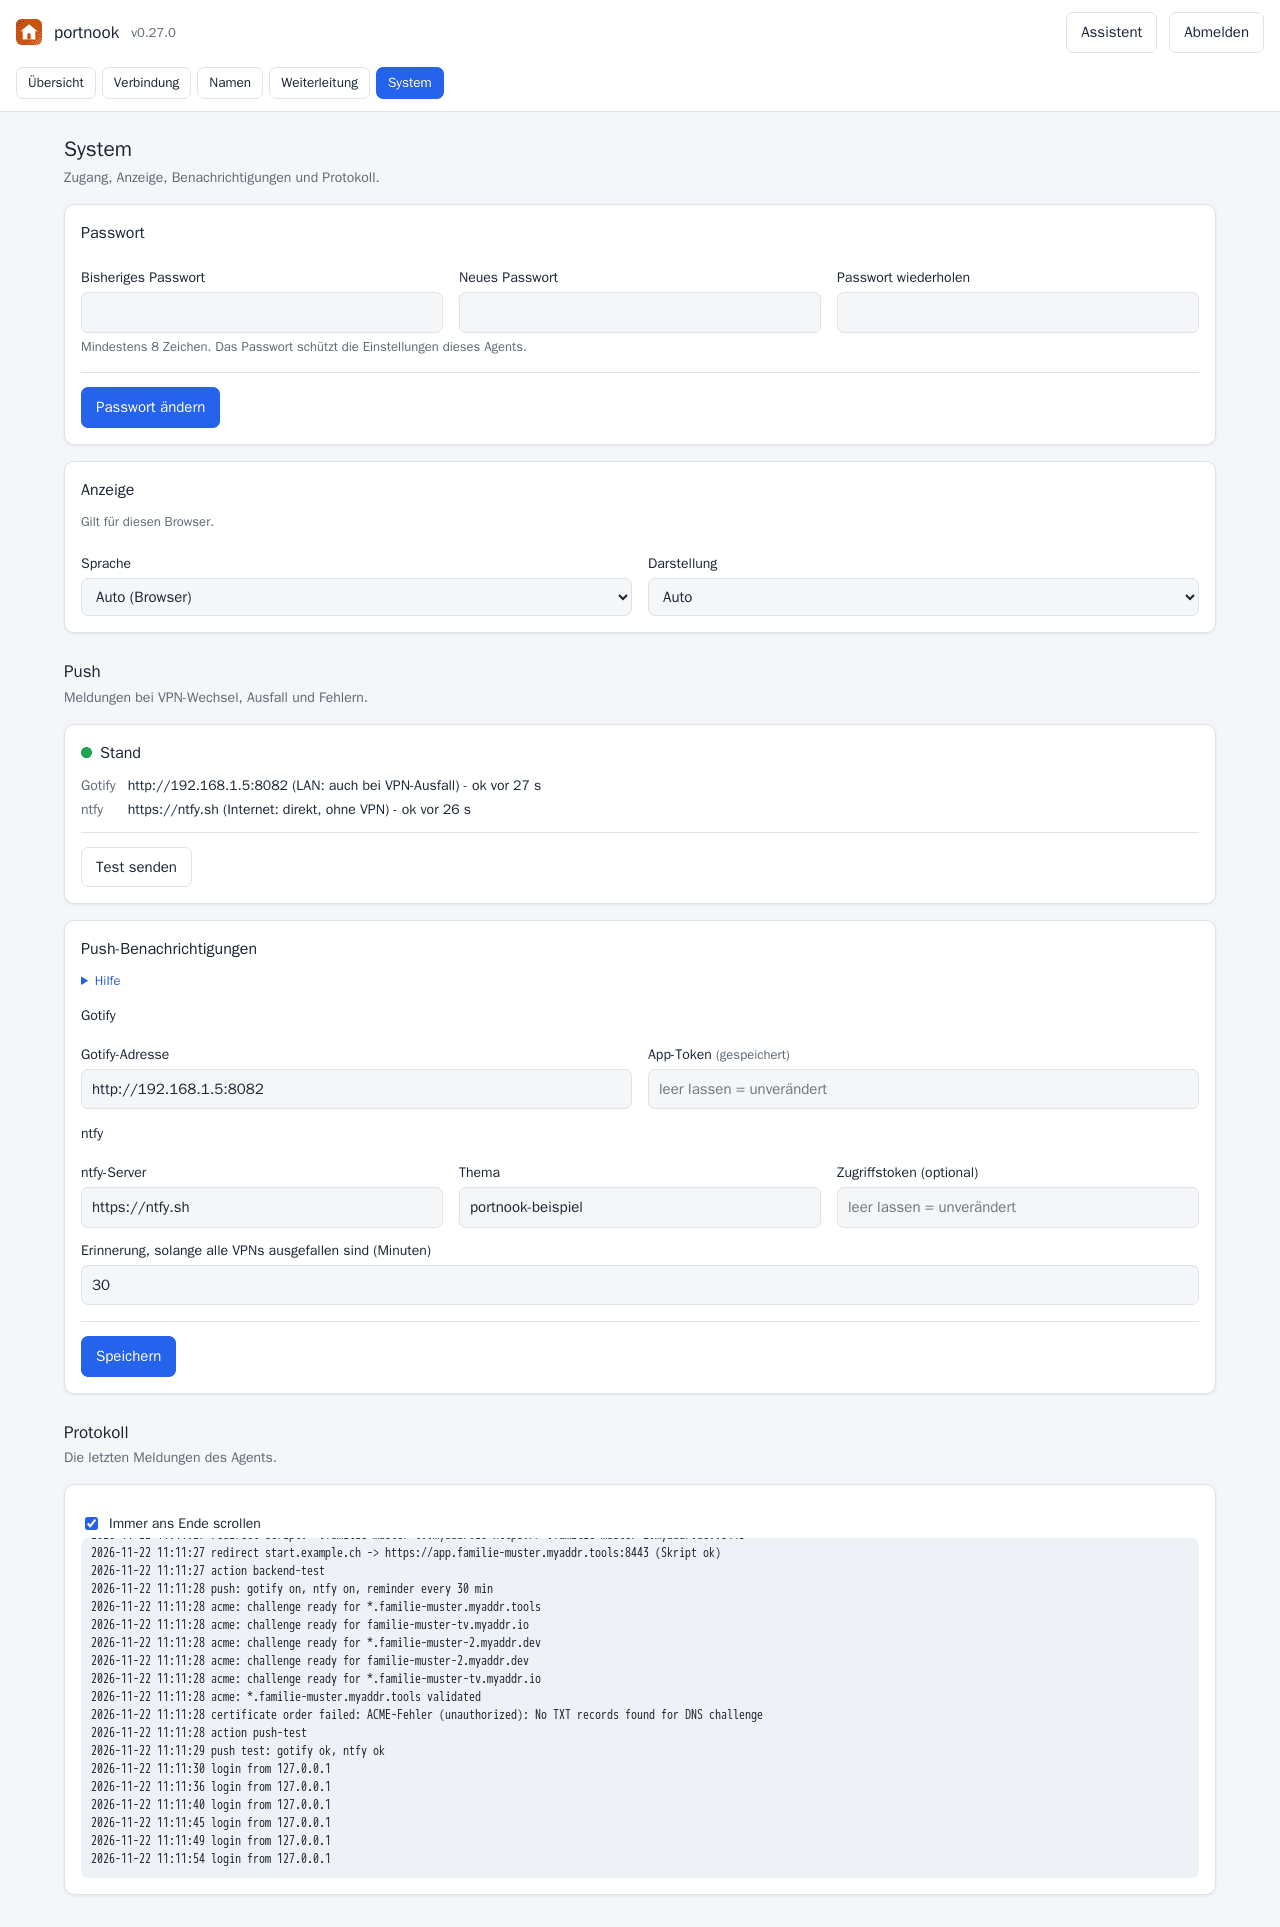 portnook v0.27.0
Assistent
Abmelden
Übersicht
Verbindung
Namen
Weiterleitung
System
System
Zugang, Anzeige, Benachrichtigungen und Protokoll.
Passwort
Bisheriges Passwort
Neues Passwort
Passwort wiederholen
Mindestens 8 Zeichen. Das Passwort schützt die Einstellungen dieses Agents.
Passwort ändern
Anzeige
Gilt für diesen Browser.
Sprache
Darstellung
Auto (Browser)
Auto
Push
Meldungen bei VPN-Wechsel, Ausfall und Fehlern.
Stand
Gotify http://192.168.1.5:8082 (LAN: auch bei VPN-Ausfall) - ok vor 27 s
ntfy https://ntfy.sh (Internet: direkt, ohne VPN) - ok vor 26 s
Test senden
Push-Benachrichtigungen
Hilfe
Gotify
Gotify-Adresse
App-Token (gespeichert)
http://192.168.1.5:8082
leer lassen = unverändert
ntfy
ntfy-Server
Thema
Zugriffstoken (optional)
https://ntfy.sh
portnook-beispiel
leer lassen = unverändert
Erinnerung, solange alle VPNs ausgefallen sind (Minuten)
30
Speichern
Protokoll
Die letzten Meldungen des Agents.
Immer ans Ende scrollen
2026-11-22 11:11:27 redirect start.example.ch -> https://app.familie-muster.myaddr.tools:8443 (Skript ok)
2026-11-22 11:11:27 action backend-test
2026-11-22 11:11:28 push: gotify on, ntfy on, reminder every 30 min
2026-11-22 11:11:28 acme: challenge ready for *.familie-muster.myaddr.tools
2026-11-22 11:11:28 acme: challenge ready for familie-muster-tv.myaddr.io
2026-11-22 11:11:28 acme: challenge ready for *.familie-muster-2.myaddr.dev
2026-11-22 11:11:28 acme: challenge ready for familie-muster-2.myaddr.dev
2026-11-22 11:11:28 acme: challenge ready for *.familie-muster-tv.myaddr.io
2026-11-22 11:11:28 acme: *.familie-muster.myaddr.tools validated
2026-11-22 11:11:28 certificate order failed: ACME-Fehler (unauthorized): No TXT records found for DNS challenge
2026-11-22 11:11:28 action push-test
2026-11-22 11:11:29 push test: gotify ok, ntfy ok
2026-11-22 11:11:30 login from 127.0.0.1
2026-11-22 11:11:36 login from 127.0.0.1
2026-11-22 11:11:40 login from 127.0.0.1
2026-11-22 11:11:45 login from 127.0.0.1
2026-11-22 11:11:49 login from 127.0.0.1
2026-11-22 11:11:54 login from 127.0.0.1